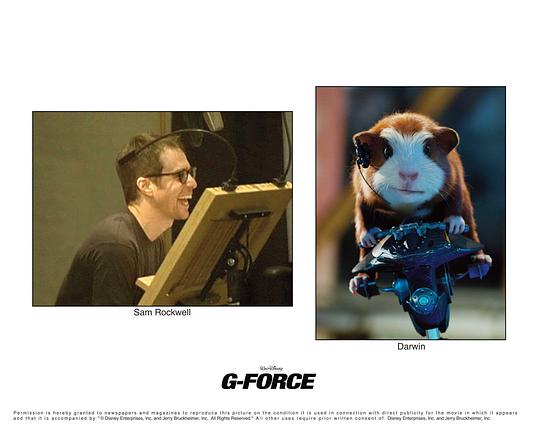 Sam Rockwell
Darwin
Walt Disney
G-FORCE
Permission is hereby granted to newspapers and magazines to reproduce this picture on the condition it is used in connection with direct publicity for the movie in which it appears
and that it is accompanied by "© Disney Enterprises, Inc. and Jerry Bruckheimer, Inc. All Rights Reserved." All other uses require prior written consent of Disney Enterprises, Inc. and Jerry Bruckheimer, Inc.